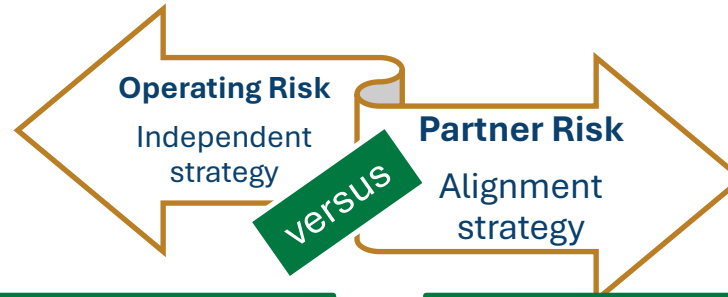 Operating Risk
Independent
strategy
versus
Partner Risk
Alignment
strategy